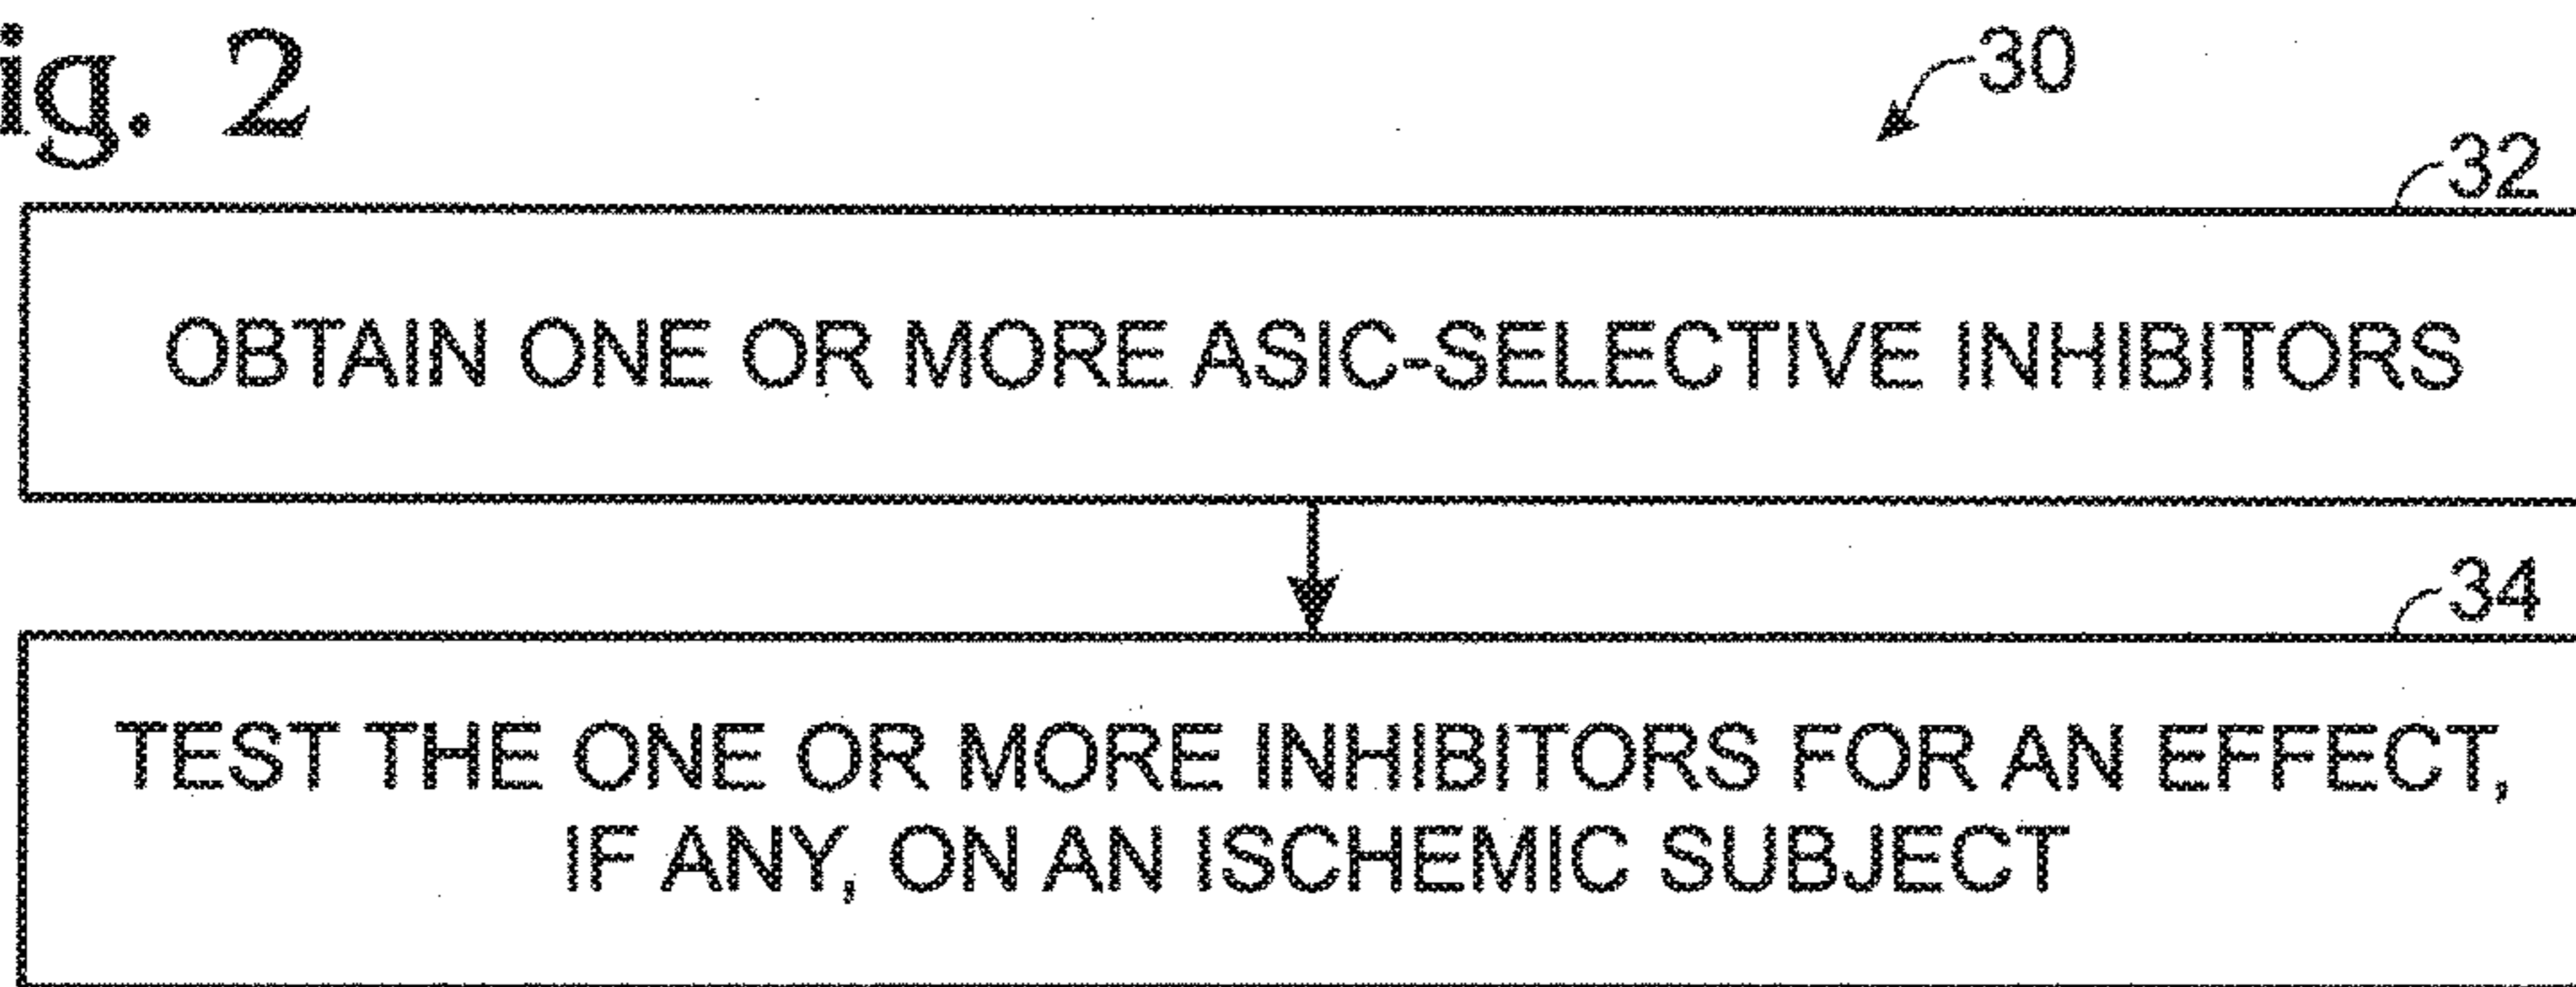 ig. 2
30
32
OBTAIN ONE OR MORE ASIC-SELECTIVE INHIBITORS
34
TEST THE ONE OR MORE INHIBITORS FOR AN EFFECT,
IF ANY, ON AN ISCHEMIC SUBJECT